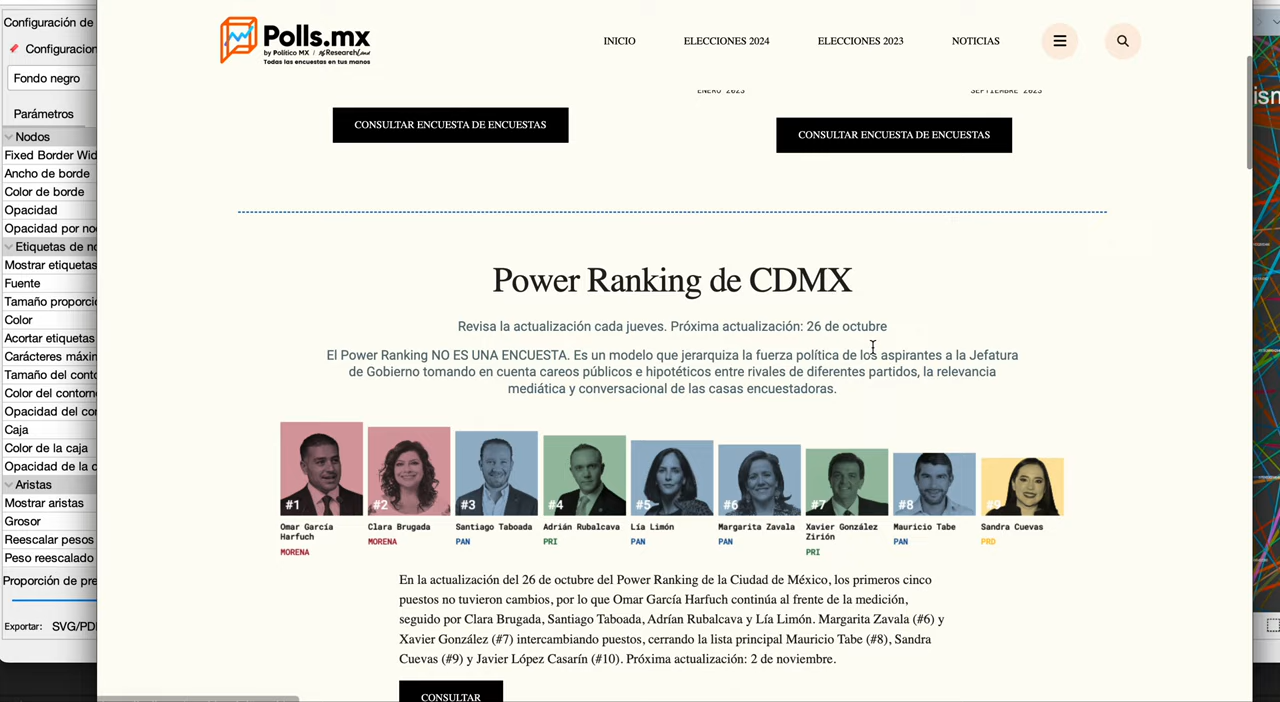 Configuración de
Configuracion
Fondo negro
Parámetros
Nodos
Fixed Border Wid
Ancho de borde
Color de borde
Opacidad
Opacidad por no
Etiquetas de no
Mostrar etiquetas
Fuente
Tamaño proporci
Color
Acortar etiquetas
Carácteres máxim
Tamaño del conto
Color del contorn
Opacidad del con
Caja
Color de la caja
Opacidad de la c
Aristas
Mostrar aristas
Grosor
Reescalar pesos
Peso reescalado
Proporción de pre
Exportar: SVG/PDF
Polls.mx
by Político MX / MyResearchLand
Todas las encuestas en tus manos
INICIO ELECCIONES 2024 ELECCIONES 2023 NOTICIAS
ENERO 2023 SEPTIEMBRE 2023
CONSULTAR ENCUESTA DE ENCUESTAS
CONSULTAR ENCUESTA DE ENCUESTAS
Power Ranking de CDMX
Revisa la actualización cada jueves. Próxima actualización: 26 de octubre
El Power Ranking NO ES UNA ENCUESTA. Es un modelo que jerarquiza la fuerza política de los aspirantes a la Jefatura
de Gobierno tomando en cuenta careos públicos e hipotéticos entre rivales de diferentes partidos, la relevancia
mediática y conversacional de las casas encuestadoras.
#1 #2 #3 #4 #5 #6 #7 #8 #9
Omar García Harfuch MORENA
Clara Brugada MORENA
Santiago Taboada PAN
Adrián Rubalcava PRI
Lía Limón PAN
Margarita Zavala PAN
Xavier González Zirión PRI
Mauricio Tabe PAN
Sandra Cuevas PRD
En la actualización del 26 de octubre del Power Ranking de la Ciudad de México, los primeros cinco
puestos no tuvieron cambios, por lo que Omar García Harfuch continúa al frente de la medición,
seguido por Clara Brugada, Santiago Taboada, Adrían Rubalcava y Lía Limón. Margarita Zavala (#6) y
Xavier González (#7) intercambiando puestos, cerrando la lista principal Mauricio Tabe (#8), Sandra
Cuevas (#9) y Javier López Casarín (#10). Próxima actualización: 2 de noviembre.
CONSULTAR